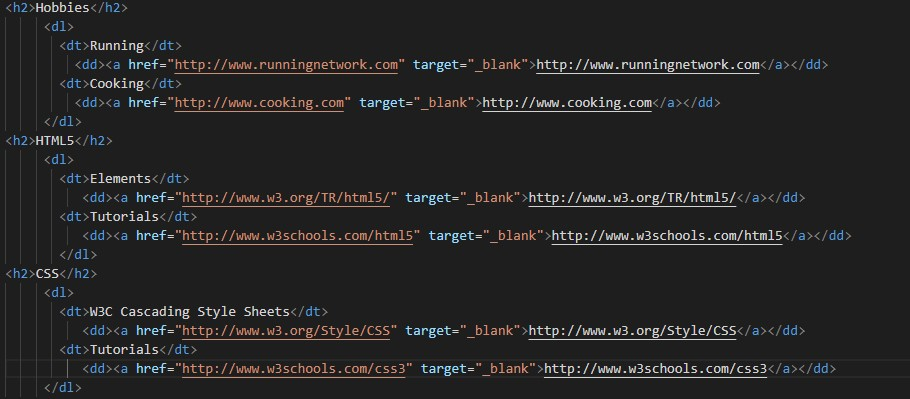 <h2>Hobbies</h2>
<dl>
<dt>Running</dt>
<dd><a href="http://www.runningnetwork.com" target="_blank">http://www.runningnetwork.com</a></dd>
<dt>Cooking</dt>
<dd><a href="http://www.cooking.com" target="_blank">http://www.cooking.com</a></dd>
</dl>
<h2>HTML5</h2>
<dl>
<dt>Elements</dt>
<dd><a href="http://www.w3.org/TR/html5/" target="_blank">http://www.w3.org/TR/html5/</a></dd>
<dt>Tutorials</dt>
<dd><a href="http://www.w3schools.com/html5" target="_blank">http://www.w3schools.com/html5</a></dd>
</dl>
<h2>CSS</h2>
<dl>
<dt>W3C Cascading Style Sheets</dt>
<dd><a href="http://www.w3.org/Style/CSS" target="_blank">http://www.w3.org/Style/CSS</a></dd>
<dt>Tutorials</dt>
<dd><a href="http://www.w3schools.com/css3" target="_blank">http://www.w3schools.com/css3</a></dd>
</dl>